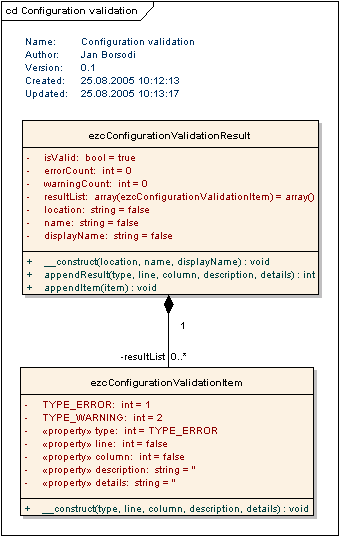 cd Configuration validation
Name: Configuration validation
Author: Jan Borsodi
Version: 0.1
Created: 25.08.2005 10:12:13
Updated: 25.08.2005 10:13:17
ezcConfigurationValidationResult
- isValid: bool = true
- errorCount: int = 0
- warningCount: int = 0
- resultList: array(ezcConfigurationValidationItem) = array()
- location: string = false
- name: string = false
- displayName: string = false
+ __construct(location, name, displayName) : void
+ appendResult(type, line, column, description, details) : int
+ appendItem(item) : void
1
-resultList 0..*
ezcConfigurationValidationItem
- TYPE_ERROR: int = 1
- TYPE_WARNING: int = 2
- «property» type: int = TYPE_ERROR
- «property» line: int = false
- «property» column: int = false
- «property» description: string = ''
- «property» details: string = ''
+ __construct(type, line, column, description, details) : void